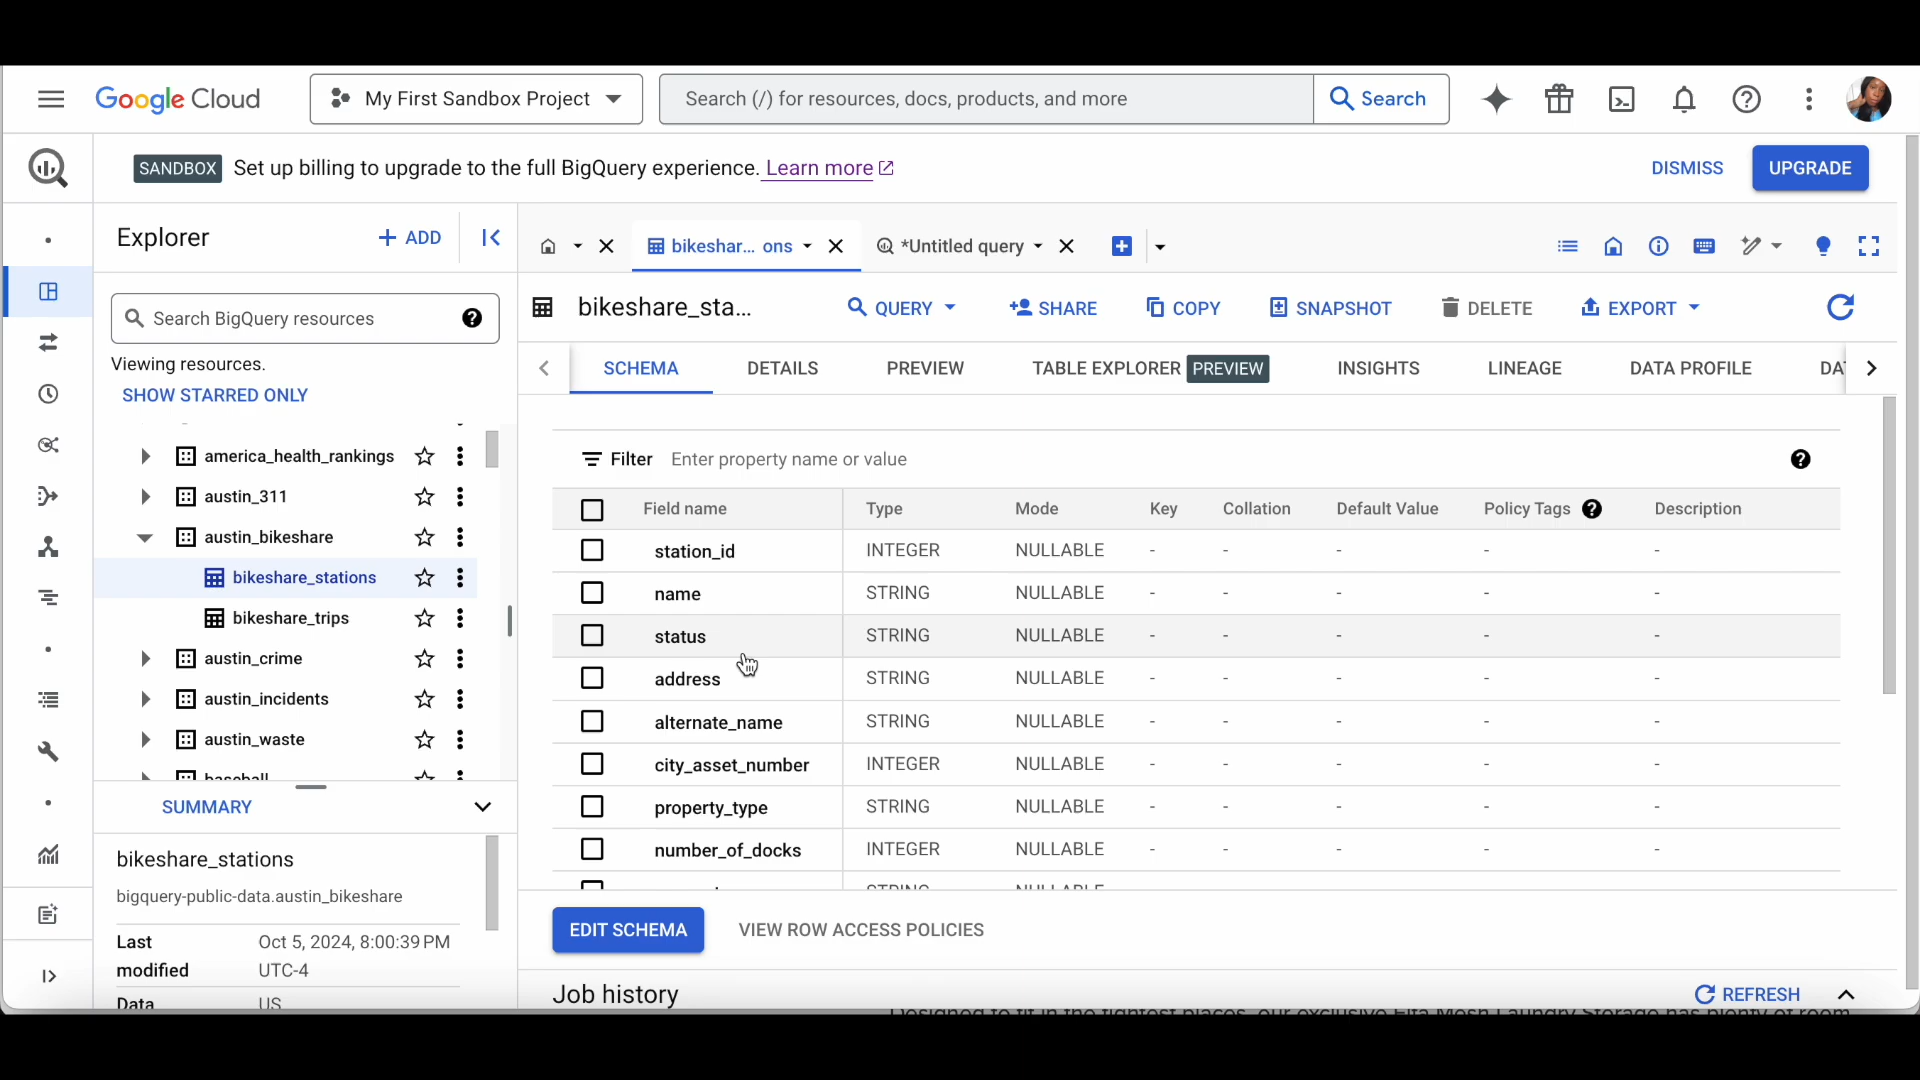 Google Cloud
My First Sandbox Project
Search (/) for resources, docs, products, and more
Search
SANDBOX Set up billing to upgrade to the full BigQuery experience. Learn more
DISMISS
UPGRADE
Explorer
+ ADD
bikeshar... ons
*Untitled query
Search BigQuery resources
Viewing resources.
SHOW STARRED ONLY
america_health_rankings
austin_311
austin_bikeshare
bikeshare_stations
bikeshare_trips
austin_crime
austin_incidents
austin_waste
baseball
SUMMARY
bikeshare_stations
bigquery-public-data.austin_bikeshare
Last modified Oct 5, 2024, 8:00:39 PM UTC-4
Data US
bikeshare_sta...
QUERY
SHARE
COPY
SNAPSHOT
DELETE
EXPORT
SCHEMA DETAILS PREVIEW TABLE EXPLORER PREVIEW INSIGHTS LINEAGE DATA PROFILE DA
Filter Enter property name or value
Field name Type Mode Key Collation Default Value Policy Tags Description
station_id INTEGER NULLABLE - - - - -
name STRING NULLABLE - - - - -
status STRING NULLABLE - - - - -
address STRING NULLABLE - - - - -
alternate_name STRING NULLABLE - - - - -
city_asset_number INTEGER NULLABLE - - - - -
property_type STRING NULLABLE - - - - -
number_of_docks INTEGER NULLABLE - - - - -
STRING NULLABLE
EDIT SCHEMA
VIEW ROW ACCESS POLICIES
Job history
REFRESH